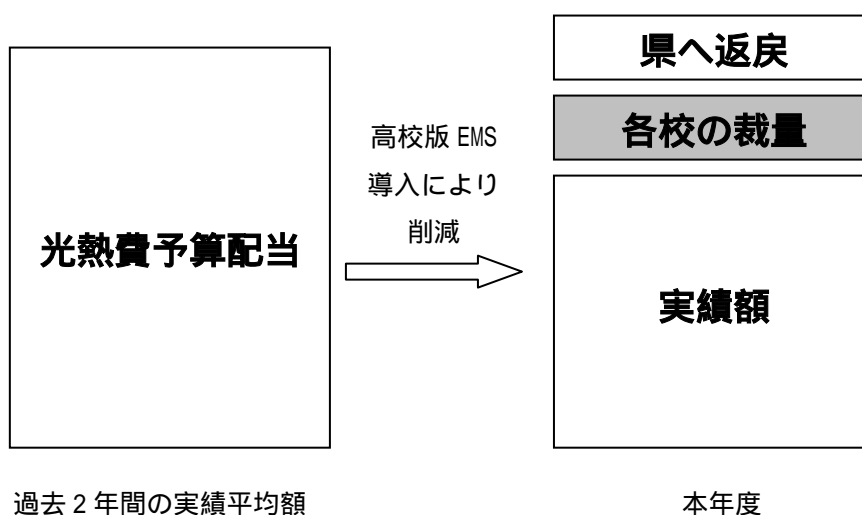 光熱費予算配当
過去2年間の実績平均額
高校版 EMS
導入により
削減
県へ返戻
各校の裁量
実績額
本年度